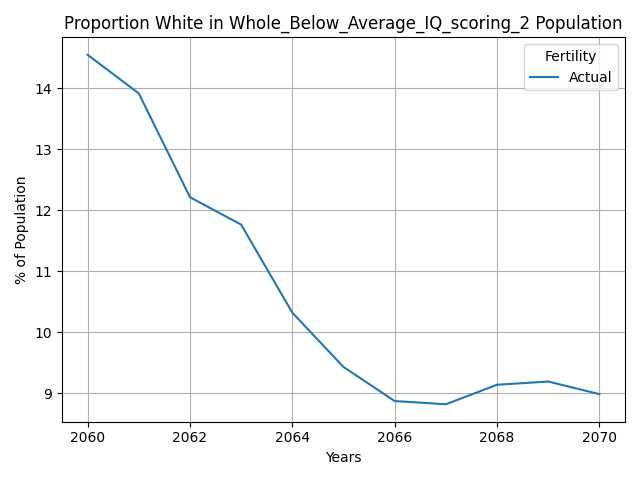 Proportion White in Whole_Below_Average_IQ_scoring_2 Population
Fertility
Actual
% of Population
14
13
12
11
10
9
2060
2062
2064
2066
2068
2070
Years